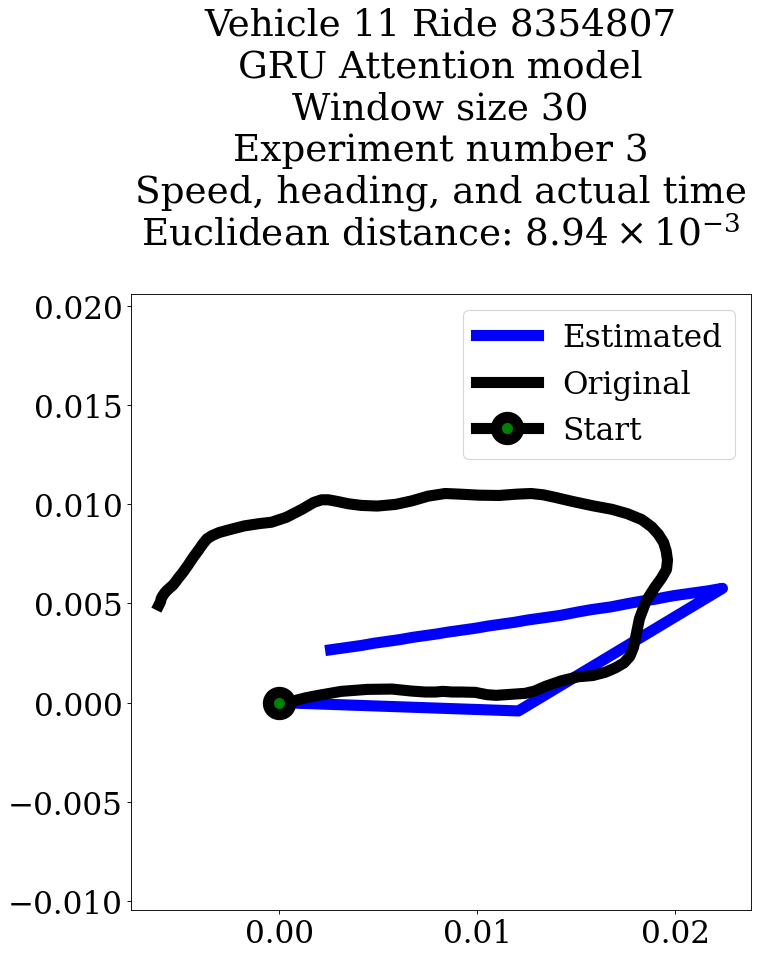 Vehicle 11 Ride 8354807
GRU Attention model
Window size 30
Experiment number 3
Speed, heading, and actual time
Euclidean distance: 8.94 × 10⁻³
0.020
0.015
0.010
0.005
0.000
−0.005
−0.010
Estimated
Original
Start
0.00 0.01 0.02